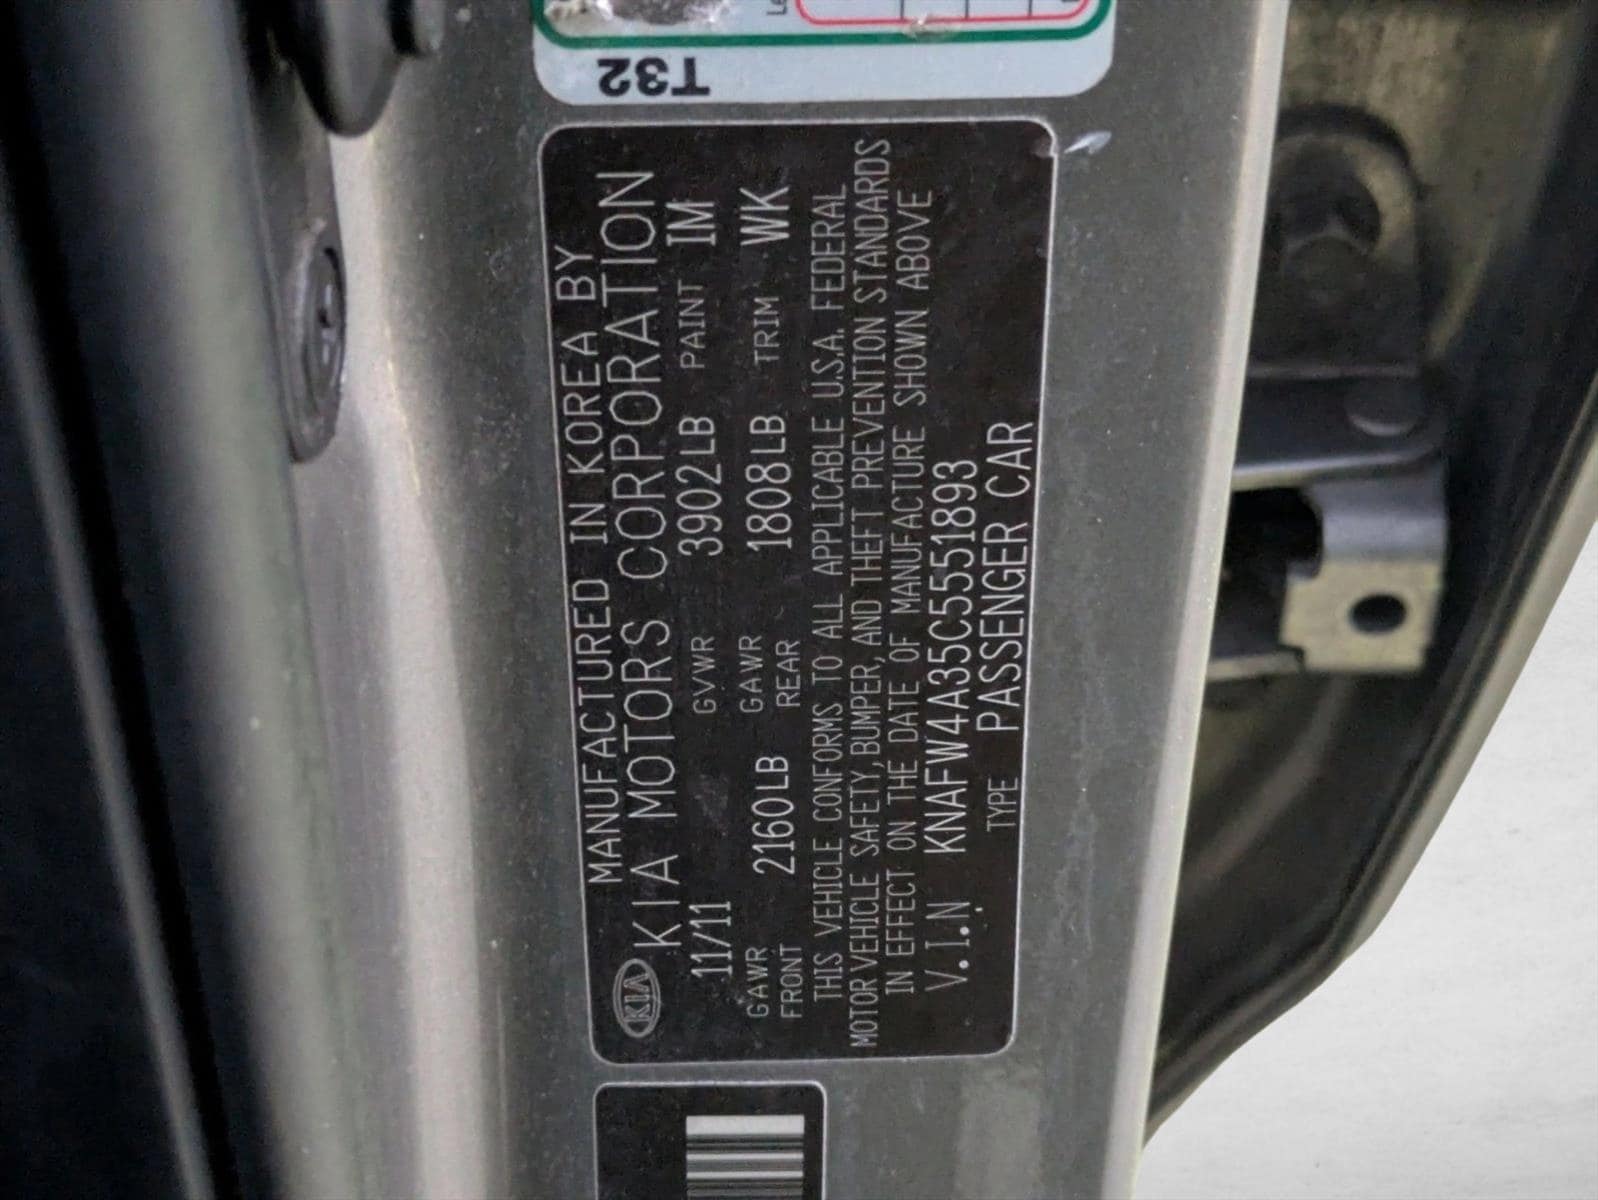 T32
MANUFACTURED IN KOREA BY
KIA KIA MOTORS CORPORATION
11/11 GVWR 3902LB PAINT IM
GAWR FRONT 2160LB GAWR REAR 1808LB TRIM WK
THIS VEHICLE CONFORMS TO ALL APPLICABLE U.S.A. FEDERAL
MOTOR VEHICLE SAFETY, BUMPER, AND THEFT PREVENTION STANDARDS
IN EFFECT ON THE DATE OF MANUFACTURE SHOWN ABOVE
V.I.N. KNAFW4A35C5551893
TYPE PASSENGER CAR